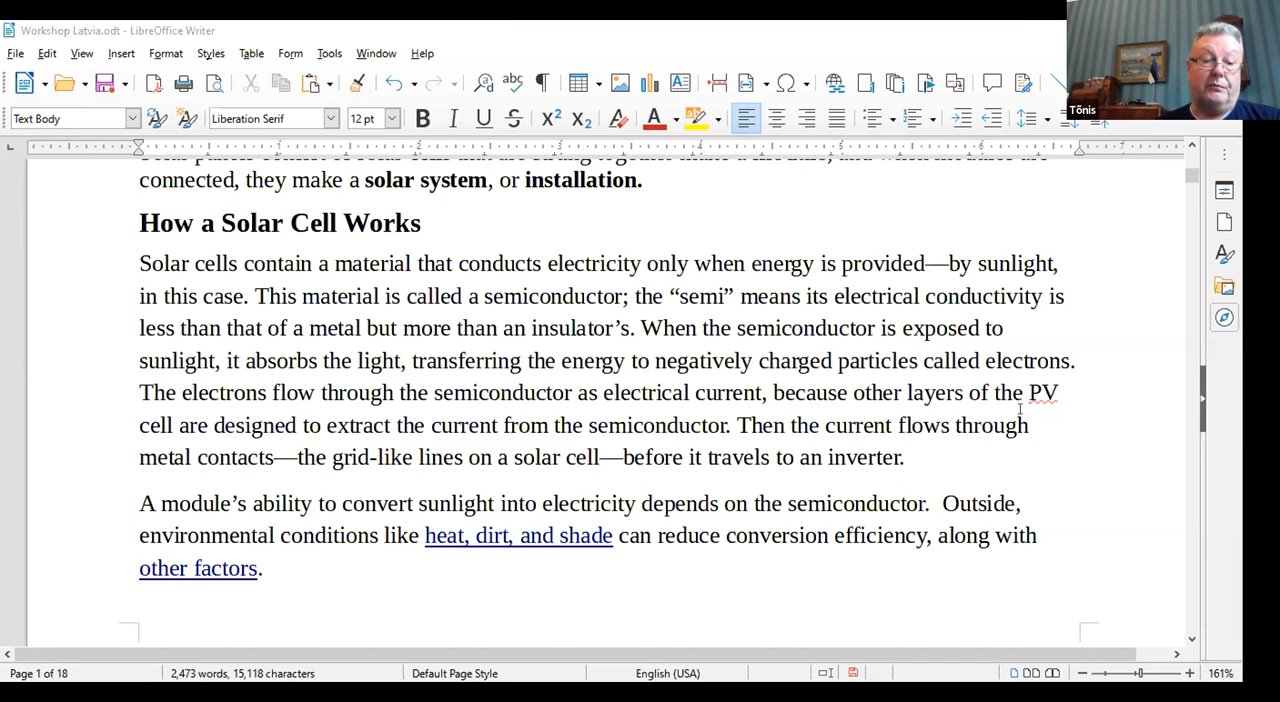 Workshop Latvia.odt - LibreOffice Writer
File Edit View Insert Format Styles Table Form Tools Window Help
Tõnis
Text Body Liberation Serif 12 pt
connected, they make a solar system, or installation.
How a Solar Cell Works
Solar cells contain a material that conducts electricity only when energy is provided—by sunlight,
in this case. This material is called a semiconductor; the “semi” means its electrical conductivity is
less than that of a metal but more than an insulator’s. When the semiconductor is exposed to
sunlight, it absorbs the light, transferring the energy to negatively charged particles called electrons.
The electrons flow through the semiconductor as electrical current, because other layers of the PV
cell are designed to extract the current from the semiconductor. Then the current flows through
metal contacts—the grid-like lines on a solar cell—before it travels to an inverter.
A module’s ability to convert sunlight into electricity depends on the semiconductor.  Outside,
environmental conditions like heat, dirt, and shade can reduce conversion efficiency, along with
other factors.
Page 1 of 18 2,473 words, 15,118 characters Default Page Style English (USA) 161%